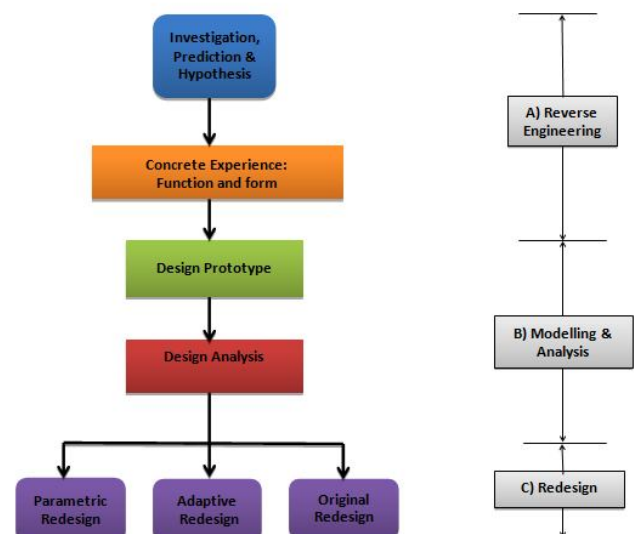 Investigation,
Prediction &
Hypothesis
Concrete Experience:
Function and form
Design Prototype
Design Analysis
Parametric
Redesign
Adaptive
Redesign
Original
Redesign
A) Reverse
Engineering
B) Modelling &
Analysis
C) Redesign